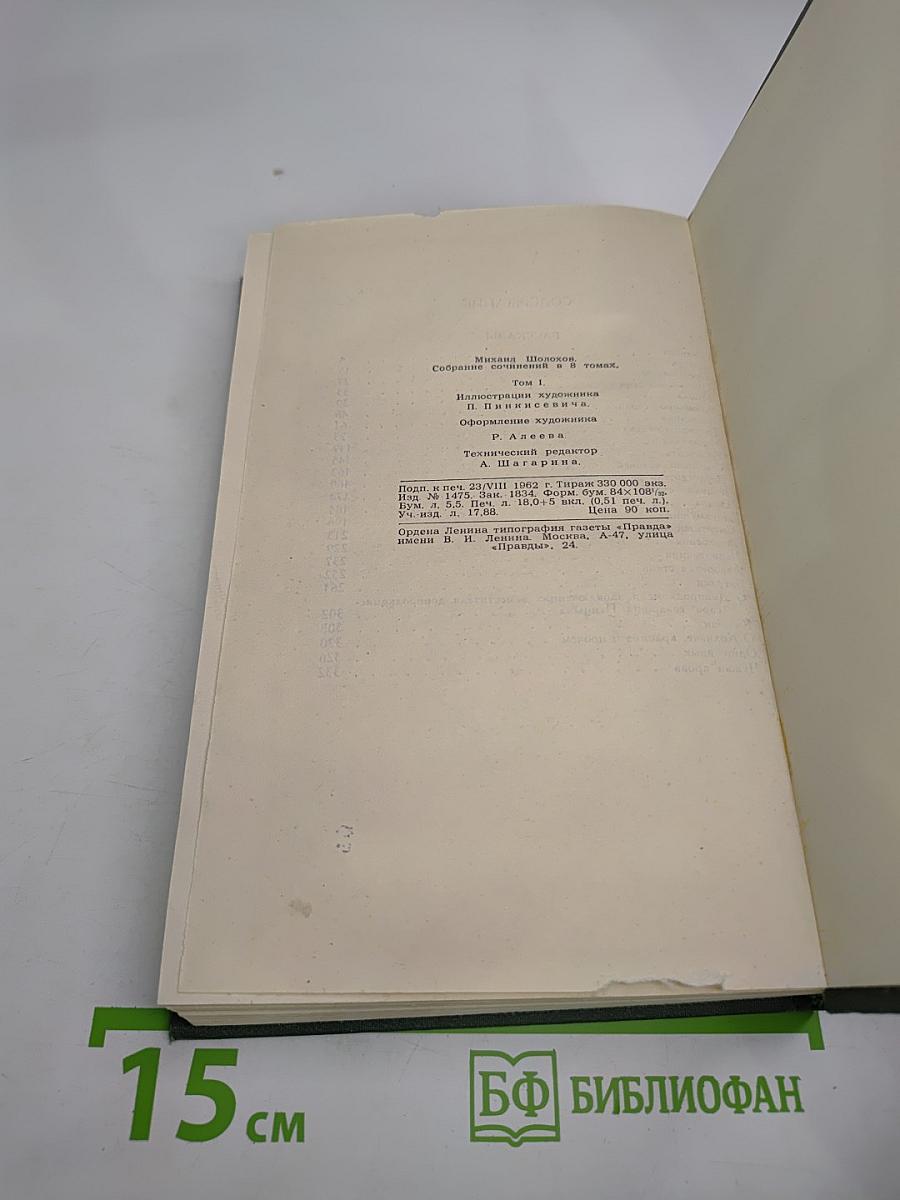 Михаил Шолохов.
Собрание сочинений в 8 томах.
Том I.
Иллюстрации художника
П. Пинкисевича.
Оформление художника
Р. Алеева
Технический редактор
А. Шагарина.
Подп. к печ. 23/VIII 1962 г. Тираж 330 000 экз.
Изд. № 1475. Зак. 1834. Форм. бум. 84×108¹/₃₂.
Бум. л. 5,5. Печ. л. 18,0+5 вкл. (0,51 печ. л.).
Уч.-изд. л. 17,88. Цена 90 коп.
Ордена Ленина типография газеты «Правда»
имени В. И. Ленина. Москва, А-47, улица
«Правды», 24.
15 см
БФ БИБЛИОФАН